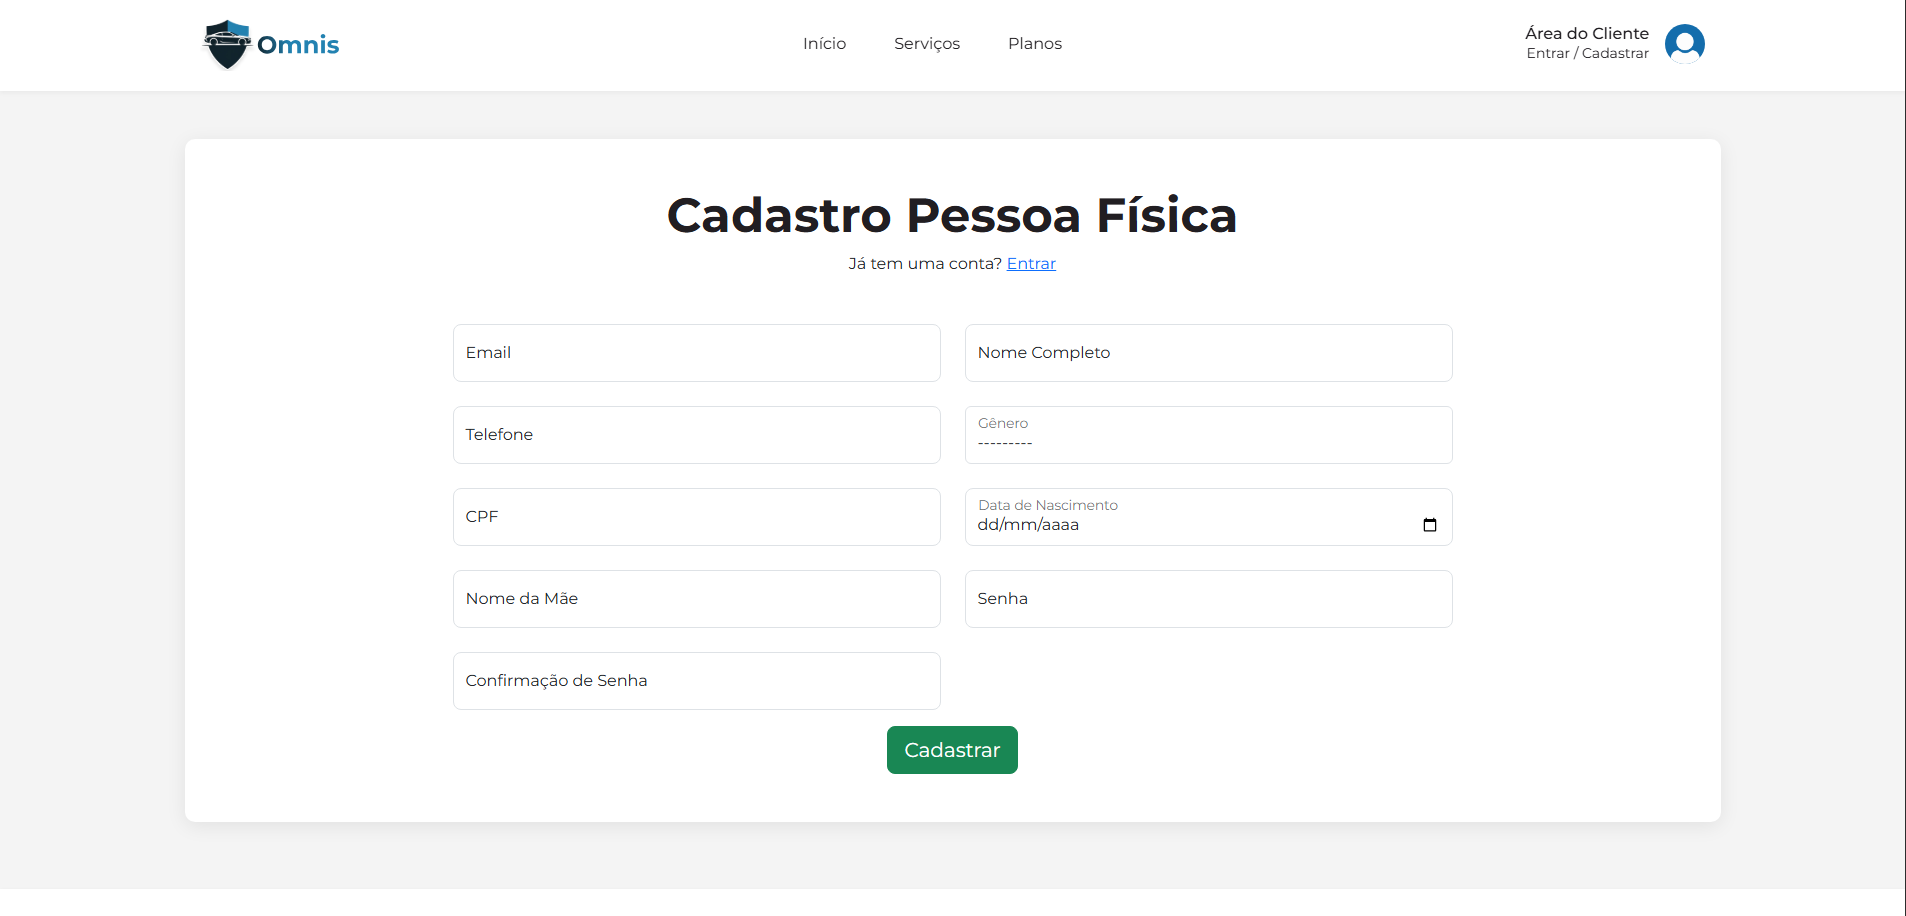 Omnis
Início
Serviços
Planos
Área do Cliente
Entrar / Cadastrar
Cadastro Pessoa Física
Já tem uma conta? Entrar
Email
Nome Completo
Telefone
Gênero
---------
CPF
Data de Nascimento
dd/mm/aaaa
Nome da Mãe
Senha
Confirmação de Senha
Cadastrar